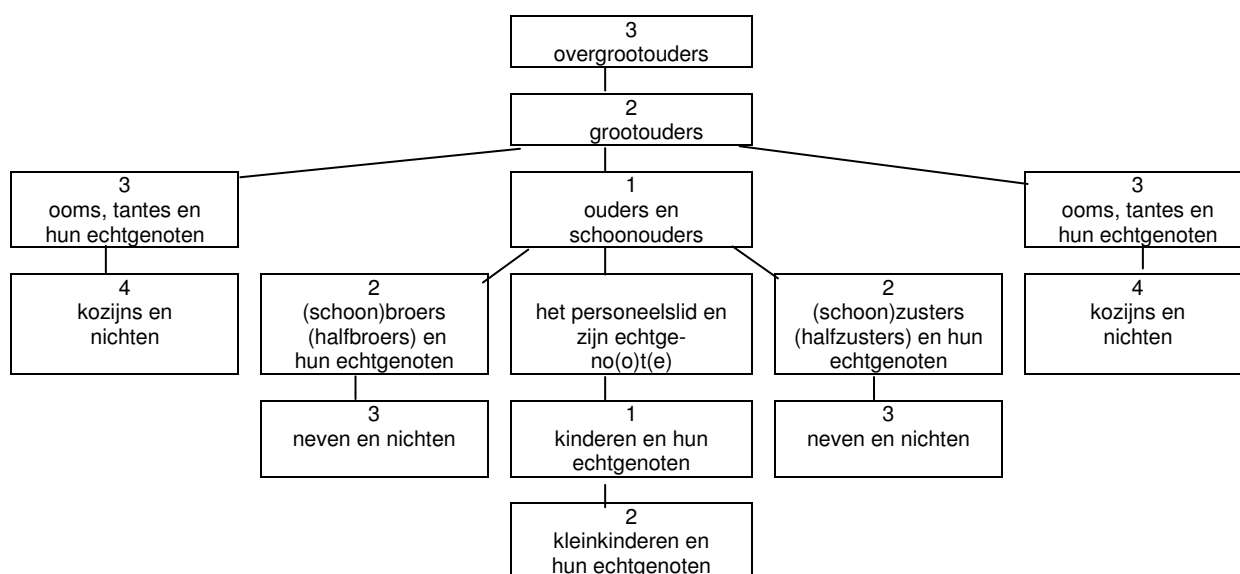 3
overgrootouders
2
grootouders
3
ooms, tantes en
hun echtgenoten
1
ouders en
schoonouders
3
ooms, tantes en
hun echtgenoten
4
kozijns en
nichten
2
(schoon)broers
(halfbroers) en
hun echtgenoten
het personeelslid en
zijn echtge-
no(o)t(e)
2
(schoon)zusters
(halfzusters) en hun
echtgenoten
4
kozijns en
nichten
3
neven en nichten
1
kinderen en hun
echtgenoten
3
neven en nichten
2
kleinkinderen en
hun echtgenoten